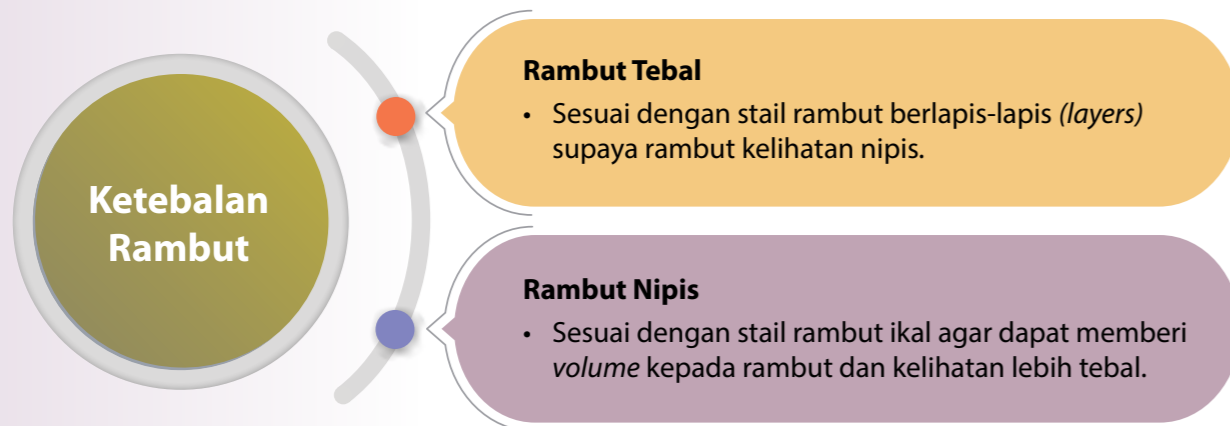 Ketebalan
Rambut
Rambut Tebal
• Sesuai dengan stail rambut berlapis-lapis (layers)
supaya rambut kelihatan nipis.
Rambut Nipis
• Sesuai dengan stail rambut ikal agar dapat memberi
volume kepada rambut dan kelihatan lebih tebal.